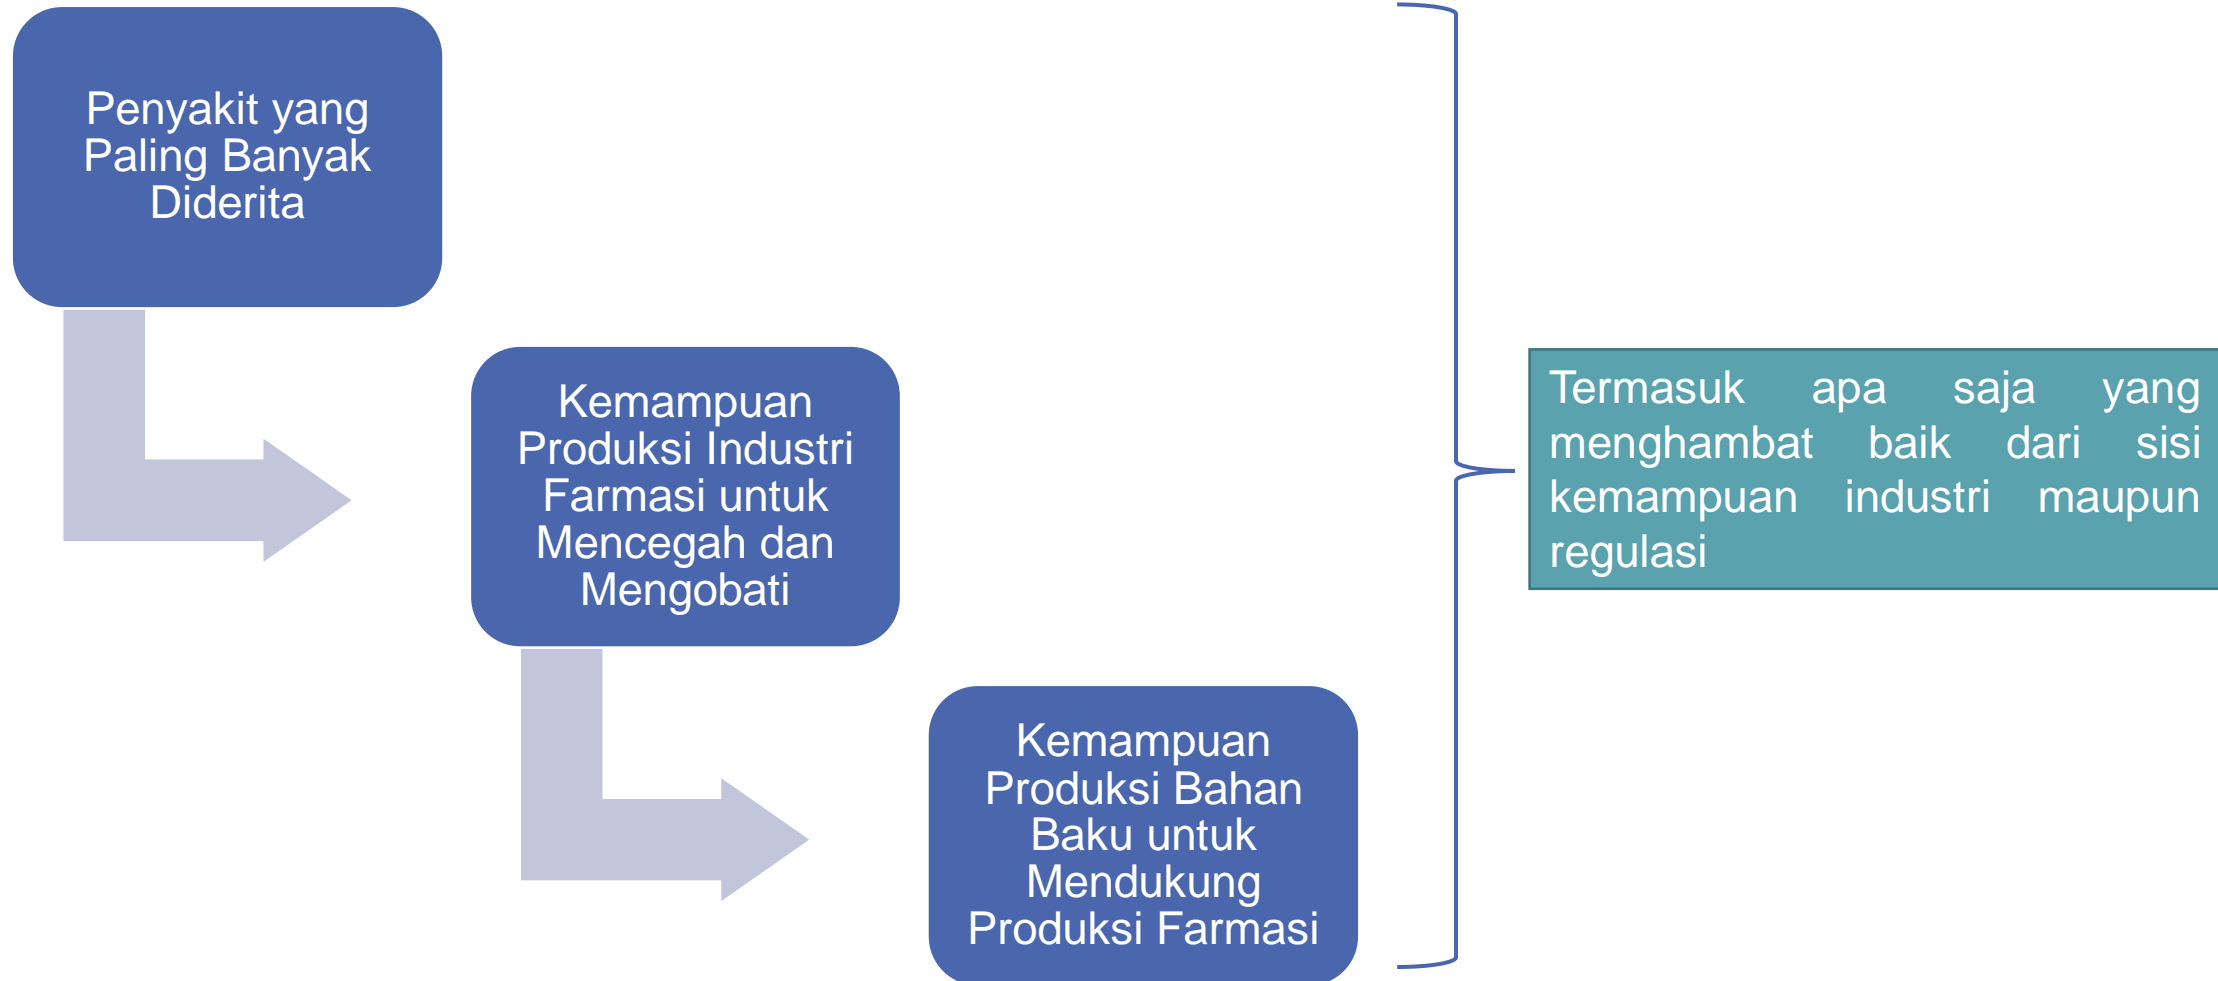 Penyakit yang
Paling Banyak
Diderita
Kemampuan
Produksi Industri
Farmasi untuk
Mencegah dan
Mengobati
Kemampuan
Produksi Bahan
Baku untuk
Mendukung
Produksi Farmasi
Termasuk apa saja yang
menghambat baik dari sisi
kemampuan industri maupun
regulasi